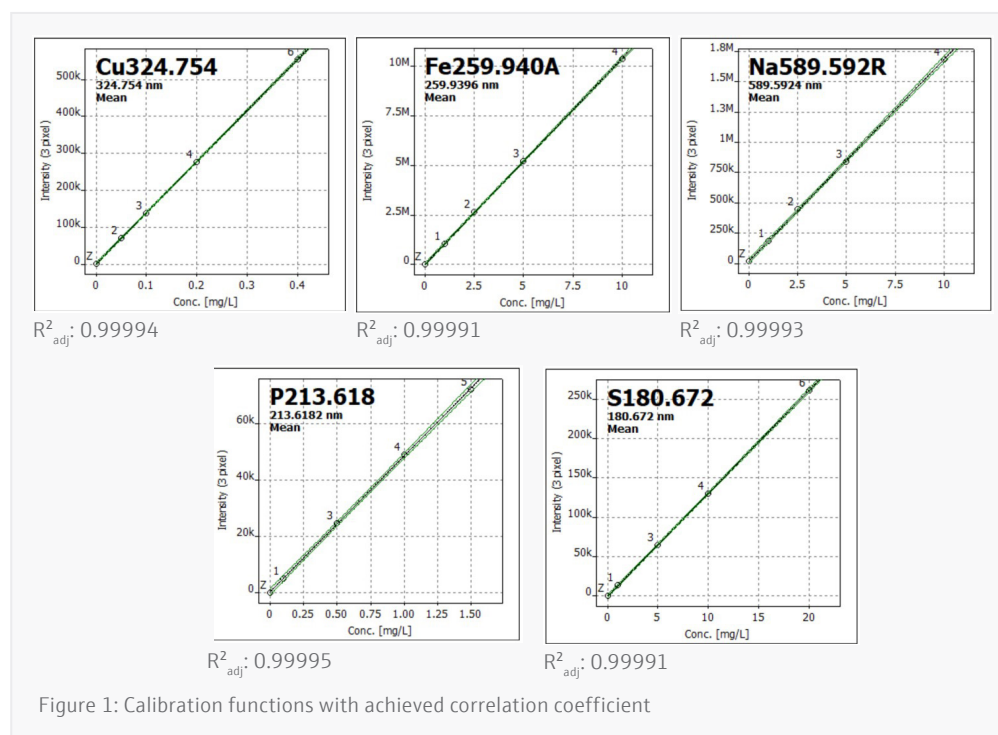 Cu324.754
324.754 nm
Mean
Intensity (3 pixel)
500k
400k
300k
200k
100k
0
Z
2
3
4
6
0 0.1 0.2 0.3 0.4
Conc. [mg/L]
R²adj: 0.99994
Fe259.940A
259.9396 nm
Mean
Intensity (3 pixel)
10M
7.5M
5M
2.5M
0
Z
1
2
3
4
0 2.5 5 7.5 10
Conc. [mg/L]
R²adj: 0.99991
Na589.592R
589.5924 nm
Mean
Intensity (3 pixel)
1.8M
1.5M
1.3M
1M
750k
500k
250k
0
Z
1
2
3
4
0 2.5 5 7.5 10
Conc. [mg/L]
R²adj: 0.99993
P213.618
213.6182 nm
Mean
Intensity (3 pixel)
60k
40k
20k
0
Z
1
3
4
5
0 0.25 0.50 0.75 1.00 1.25 1.50
Conc. [mg/L]
R²adj: 0.99995
S180.672
180.672 nm
Mean
Intensity (3 pixel)
250k
200k
150k
100k
50k
0
Z
1
3
4
6
0 5 10 15 20
Conc. [mg/L]
R²adj: 0.99991
Figure 1: Calibration functions with achieved correlation coefficient